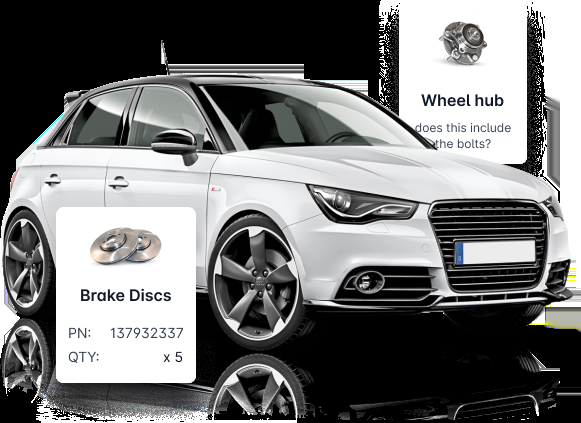 Wheel hub
does this include
the bolts?
Brake Discs
PN: 137932337
QTY: x 5